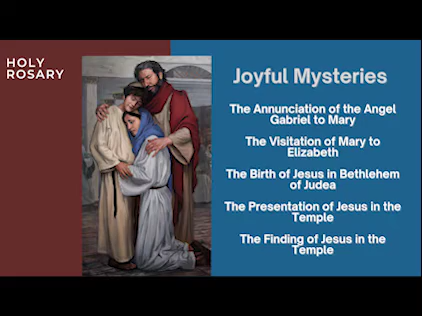 HOLY
ROSARY
Joyful Mysteries
The Annunciation of the Angel
Gabriel to Mary
The Visitation of Mary to
Elizabeth
The Birth of Jesus in Bethlehem
of Judea
The Presentation of Jesus in the
Temple
The Finding of Jesus in the
Temple